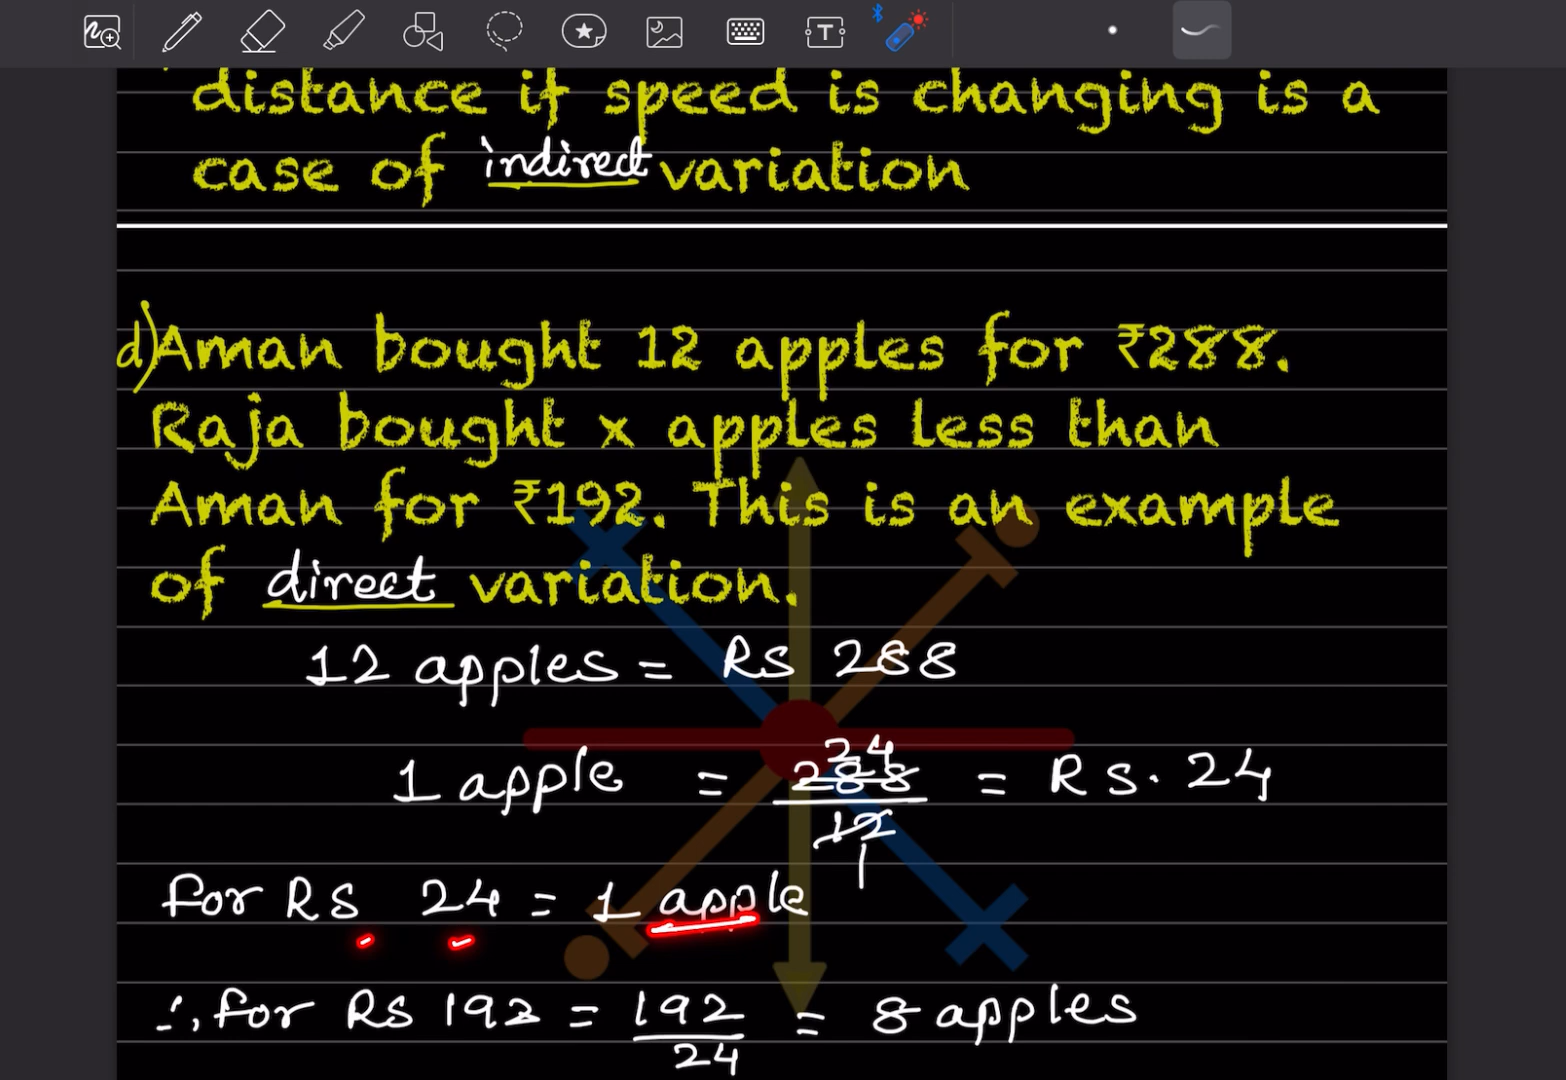 distance if speed is changing is a
case of indirect variation
d) Aman bought 12 apples for ₹288.
Raja bought x apples less than
Aman for ₹192. This is an example
of direct variation.
12 apples = Rs 288
24
1 apple = 288 = Rs. 24
12
1
for Rs 24 = 1 apple
∴, for Rs 192 = 192 = 8 apples
24